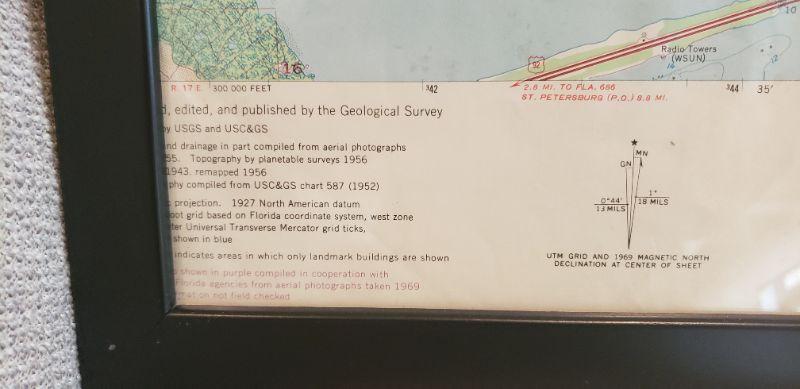 10
92
Radio Towers
(WSUN)
16
12
16
R. 17 E.
300 000 FEET
342
2.6 MI. TO FLA. 686
ST. PETERSBURG (P.O.) 8.8 MI.
344
35'
d, edited, and published by the Geological Survey
by USGS and USC&GS
and drainage in part compiled from aerial photographs
55. Topography by planetable surveys 1956
1943. remapped 1956
phy compiled from USC&GS chart 587 (1952)
projection. 1927 North American datum
oot grid based on Florida coordinate system, west zone
ter Universal Transverse Mercator grid ticks,
shown in blue
indicates areas in which only landmark buildings are shown
shown in purple compiled in cooperation with
Florida agencies from aerial photographs taken 1969
mation not field checked
MN
GN
0°44'
13 MILS
1°
18 MILS
UTM GRID AND 1969 MAGNETIC NORTH
DECLINATION AT CENTER OF SHEET